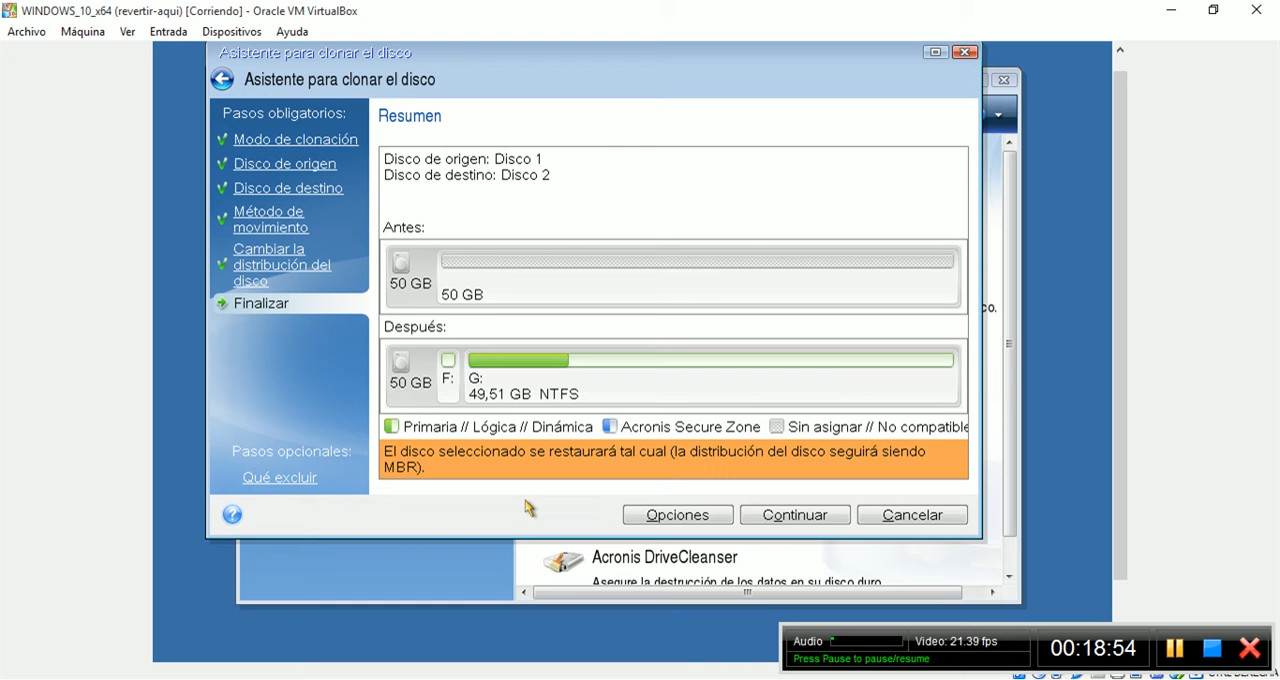 WINDOWS_10_x64 (revertir-aqui) [Corriendo] - Oracle VM VirtualBox
Archivo Máquina Ver Entrada Dispositivos Ayuda
Asistente para clonar el disco
Asistente para clonar el disco
Pasos obligatorios:
Modo de clonación
Disco de origen
Disco de destino
Método de
movimiento
Cambiar la
distribución del
disco
Finalizar
Pasos opcionales:
Qué excluir
Resumen
Disco de origen: Disco 1
Disco de destino: Disco 2
Antes:
50 GB
50 GB
Después:
50 GB
F:
G:
49,51 GB NTFS
Primaria // Lógica // Dinámica Acronis Secure Zone Sin asignar // No compatible
El disco seleccionado se restaurará tal cual (la distribución del disco seguirá siendo
MBR).
Opciones Continuar Cancelar
co.
Acronis DriveCleanser
Asegure la destrucción de los datos en su disco duro
Audio Video: 21.39 fps
Press Pause to pause/resume
00:18:54
CTRL DERECHA